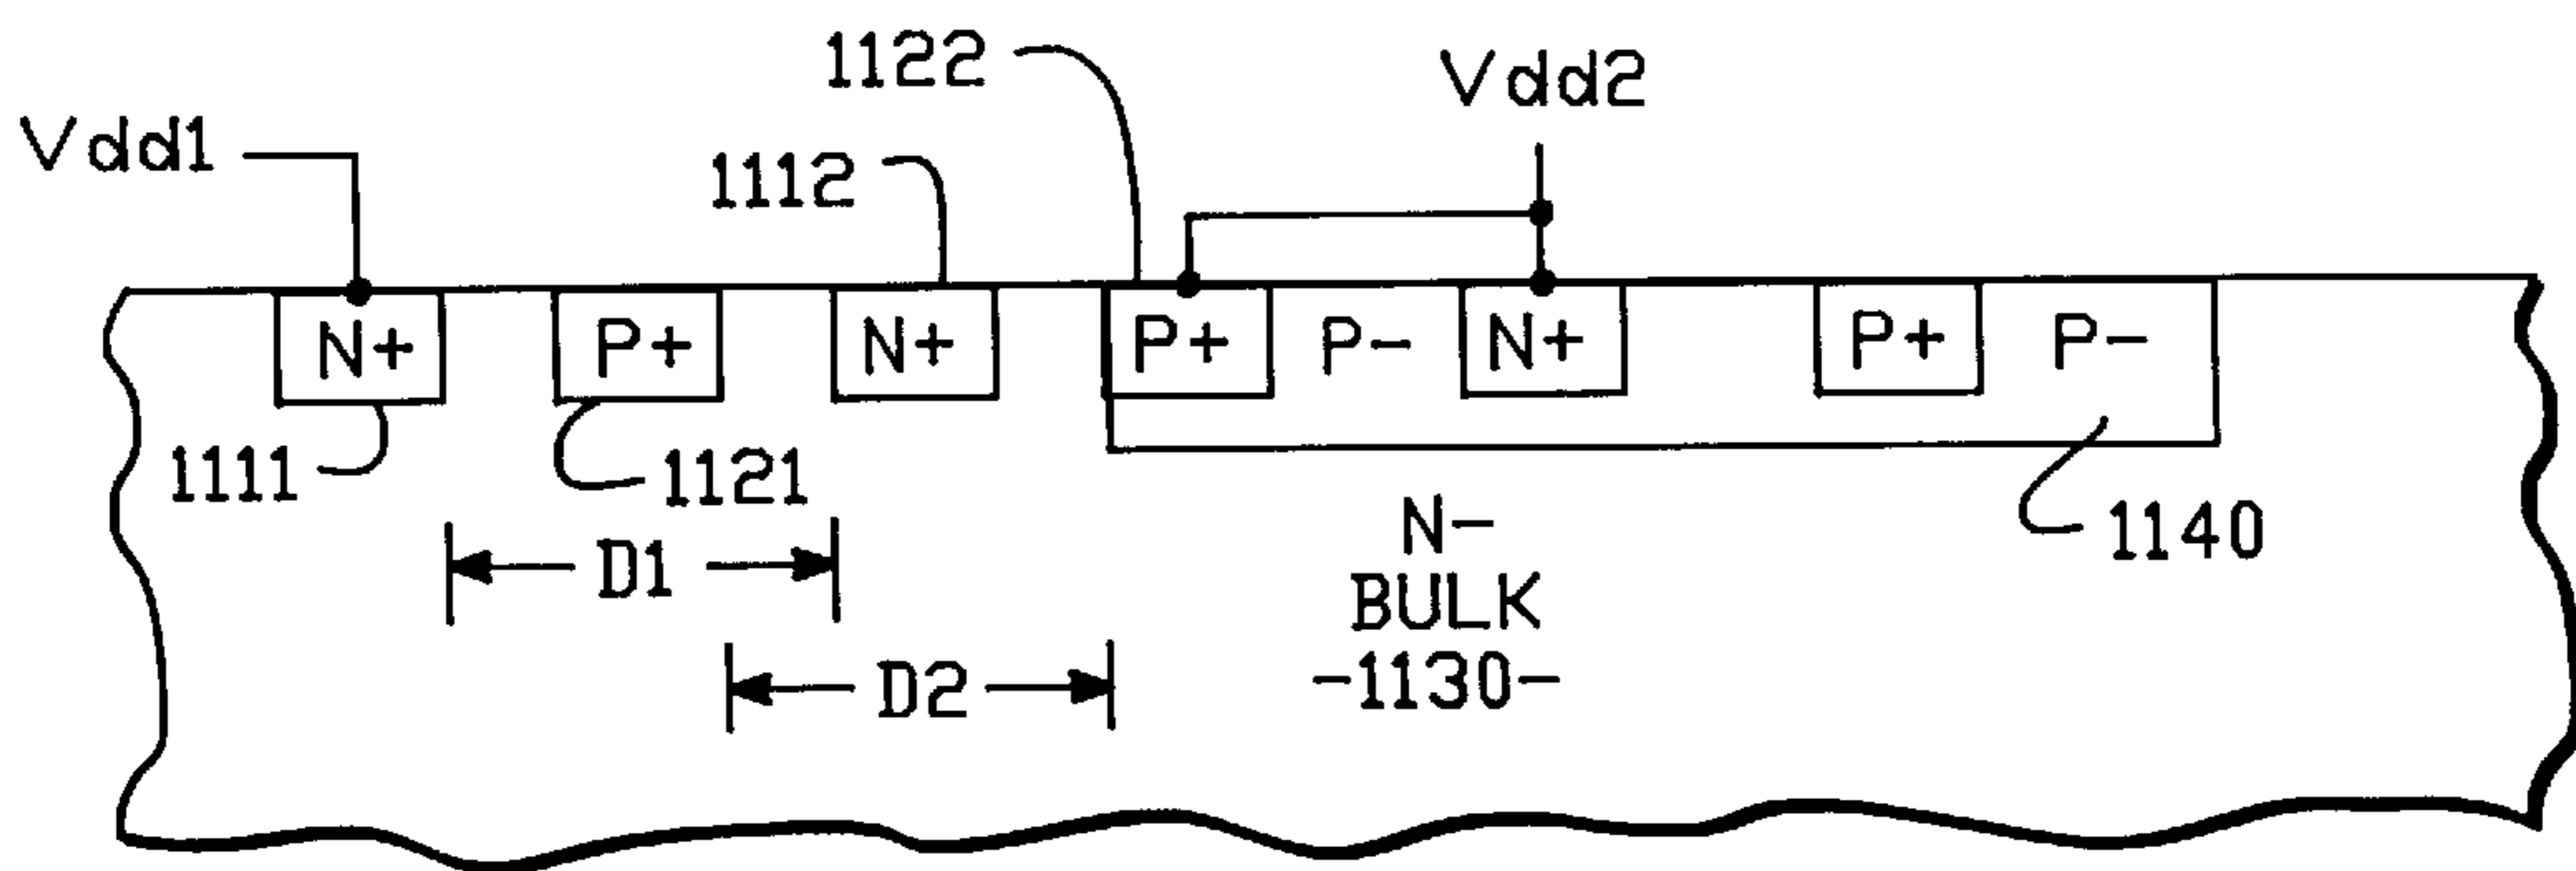 1122
Vdd2
Vdd1
1112
N+
P+
N+
P+
P-
N+
P+
P-
1111
1121
1140
D1
D2
N-
BULK
-1130-